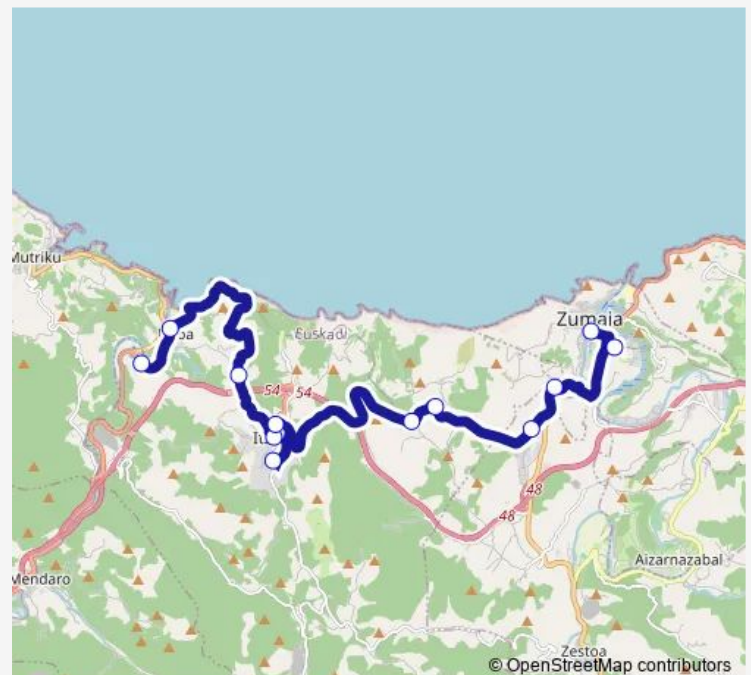 Mutriku
Zumaia
Euskadi
54
54
48
48
Aizarnazabal
Mendaro
Zestoa
© OpenStreetMap contributors